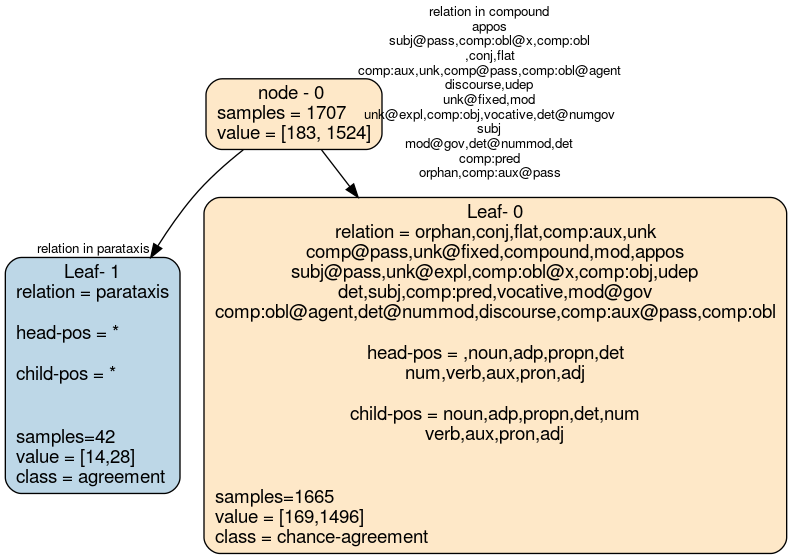 relation in compound
appos
subj@pass,comp:obl@x,comp:obl
,conj,flat
comp:aux,unk,comp@pass,comp:obl@agent
discourse,udep
unk@fixed,mod
unk@expl,comp:obj,vocative,det@numgov
subj
mod@gov,det@nummod,det
comp:pred
orphan,comp:aux@pass
node - 0
samples = 1707
value = [183, 1524]
relation in parataxis
Leaf- 1
relation = parataxis
head-pos = *
child-pos = *
samples=42
value = [14,28]
class = agreement
Leaf- 0
relation = orphan,conj,flat,comp:aux,unk
comp@pass,unk@fixed,compound,mod,appos
subj@pass,unk@expl,comp:obl@x,comp:obj,udep
det,subj,comp:pred,vocative,mod@gov
comp:obl@agent,det@nummod,discourse,comp:aux@pass,comp:obl
head-pos = ,noun,adp,propn,det
num,verb,aux,pron,adj
child-pos = noun,adp,propn,det,num
verb,aux,pron,adj
samples=1665
value = [169,1496]
class = chance-agreement